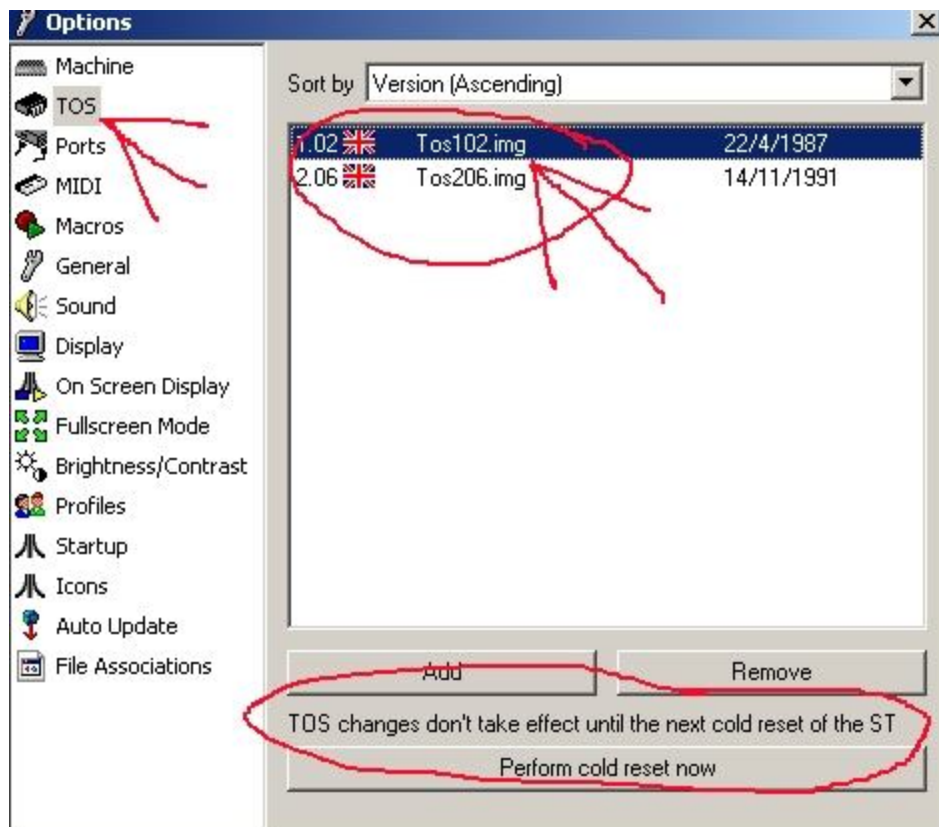 Options
Machine
TOS
Ports
MIDI
Macros
General
Sound
Display
On Screen Display
Fullscreen Mode
Brightness/Contrast
Profiles
Startup
Icons
Auto Update
File Associations
Sort by Version (Ascending)
1.02 Tos102.img 22/4/1987
2.06 Tos206.img 14/11/1991
Add Remove
TOS changes don't take effect until the next cold reset of the ST
Perform cold reset now